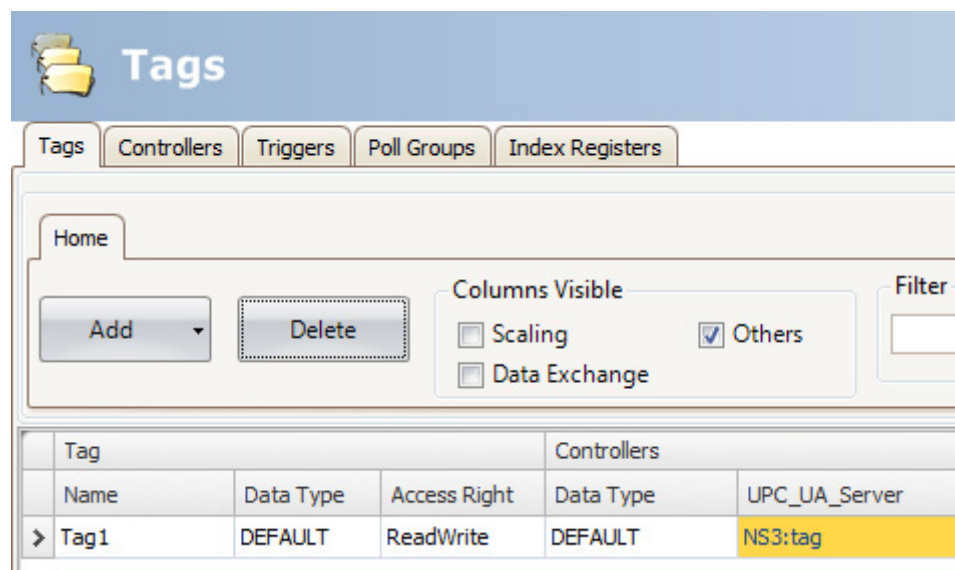 Tags
Tags Controllers Triggers Poll Groups Index Registers
Home
Add Delete
Columns Visible
Scaling Others
Data Exchange
Filter
Tag Controllers
Name Data Type Access Right Data Type UPC_UA_Server
Tag1 DEFAULT ReadWrite DEFAULT NS3:tag